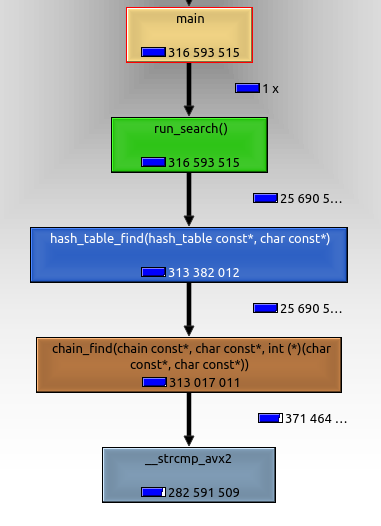 main
316 593 515
1 x
run_search()
316 593 515
25 690 5…
hash_table_find(hash_table const*, char const*)
313 382 012
25 690 5…
chain_find(chain const*, char const*, int (*)(char
const*, char const*))
313 017 011
371 464 …
__strcmp_avx2
282 591 509